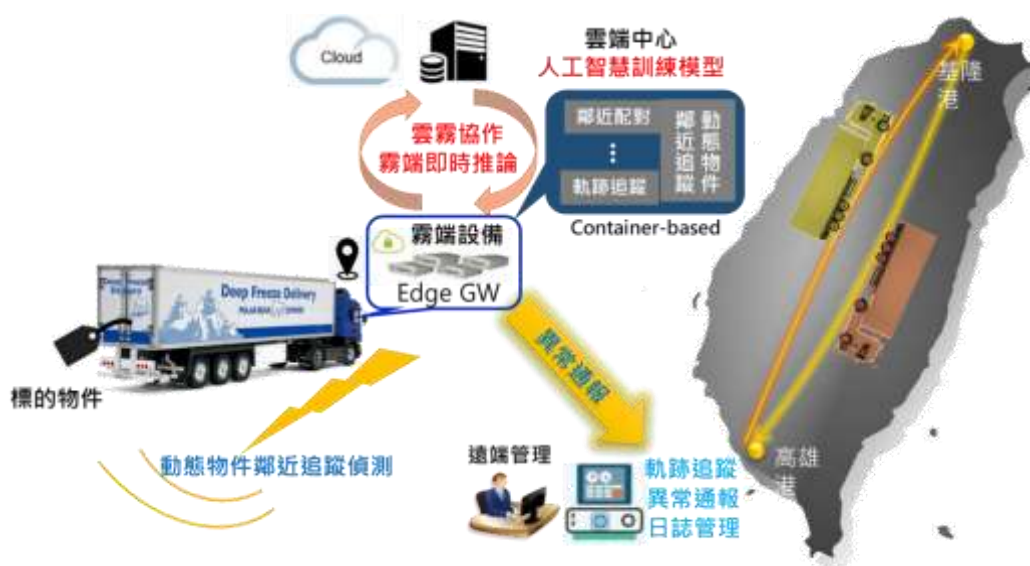 Cloud
雲端中心
人工智慧訓練模型
雲霧協作
霧端即時推論
鄰近配對
⋮
軌跡追蹤
動態物件
鄰近追蹤
Container-based
霧端設備
Edge GW
Deep Freeze Delivery
標的物件
動態物件鄰近追蹤偵測
異常通報
遠端管理
軌跡追蹤
異常通報
日誌管理
基隆
港
高雄
港